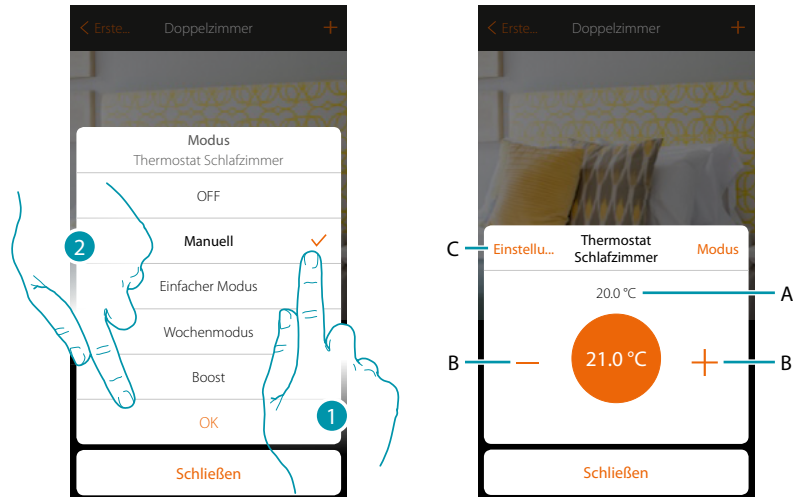 Erste... Doppelzimmer +
Modus
Thermostat Schlafzimmer
OFF
Manuell
2
Einfacher Modus
Wochenmodus
Boost
1
OK
Schließen
Erste... Doppelzimmer +
C
Einstellu... Thermostat Schlafzimmer Modus
20.0 °C
A
B
21.0 °C
B
Schließen